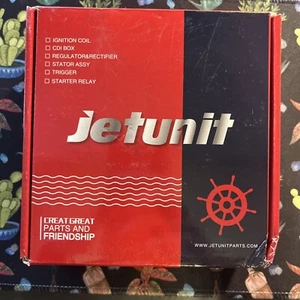 IGNITION COIL
CDI BOX
REGULATOR&RECTIFIER
STATOR ASSY
TRIGGER
STARTER RELAY
Jetunit
CREAT GREAT
PARTS AND
FRIENDSHIP
WWW.JETUNITPARTS.COM